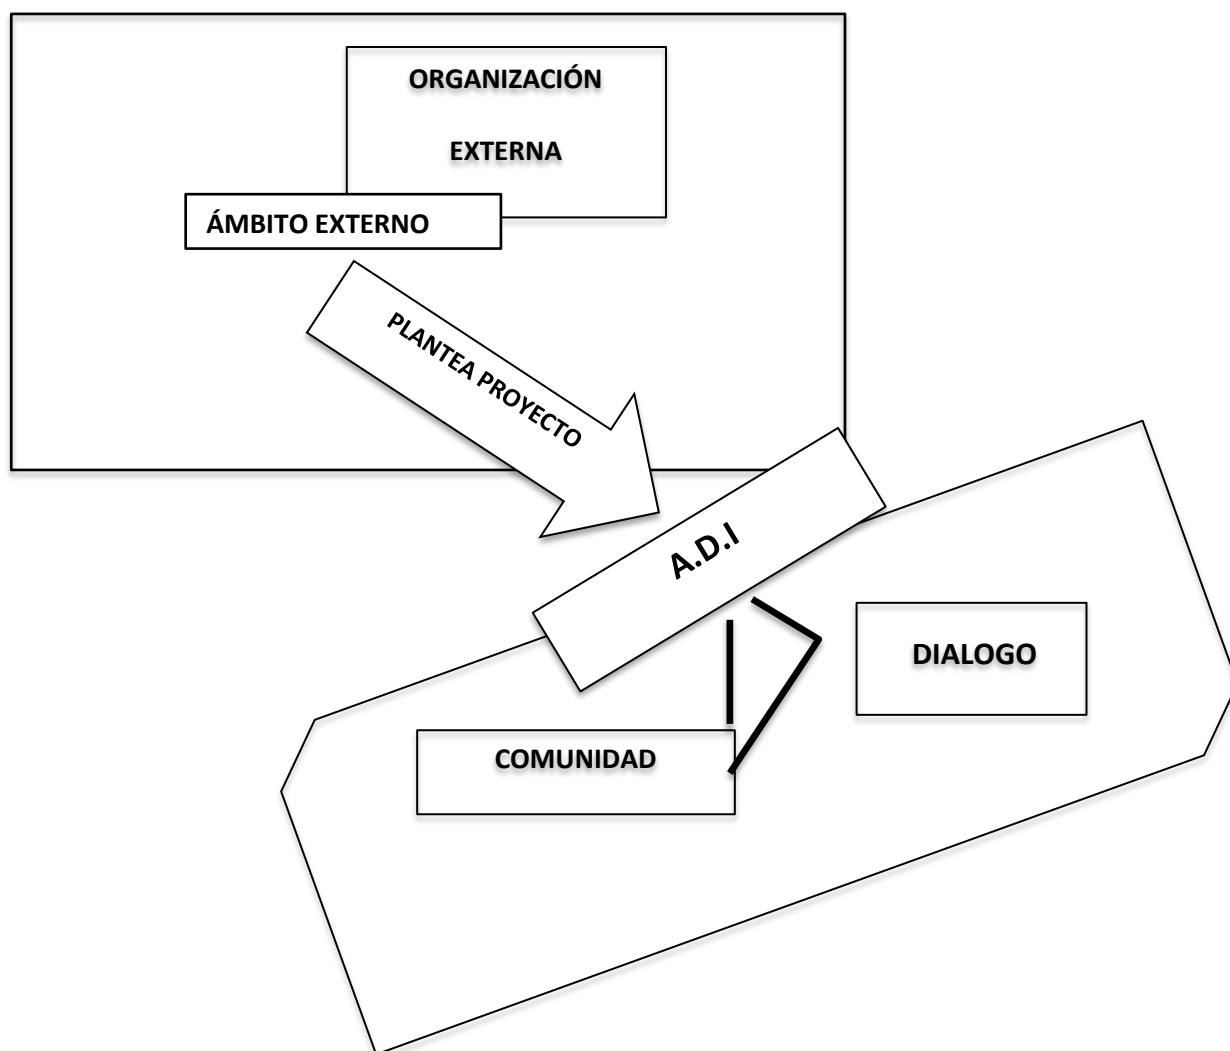 ORGANIZACIÓN
EXTERNA
ÁMBITO EXTERNO
PLANTEA PROYECTO
A.D.I
DIALOGO
COMUNIDAD